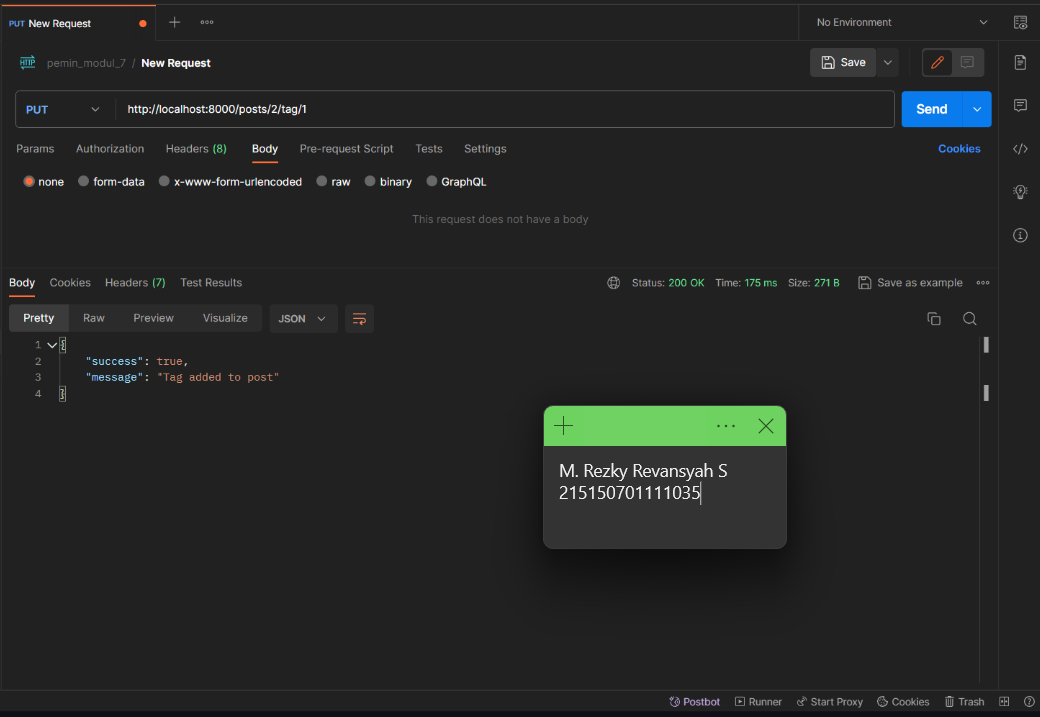 PUT New Request
No Environment
HTTP pemin_modul_7 / New Request
Save
PUT http://localhost:8000/posts/2/tag/1
Send
Params Authorization Headers (8) Body Pre-request Script Tests Settings Cookies
none form-data x-www-form-urlencoded raw binary GraphQL
This request does not have a body
Body Cookies Headers (7) Test Results Status: 200 OK Time: 175 ms Size: 271 B Save as example
Pretty Raw Preview Visualize JSON
1 {
2 "success": true,
3 "message": "Tag added to post"
4 }
M. Rezky Revansyah S
215150701111035
Postbot Runner Start Proxy Cookies Trash